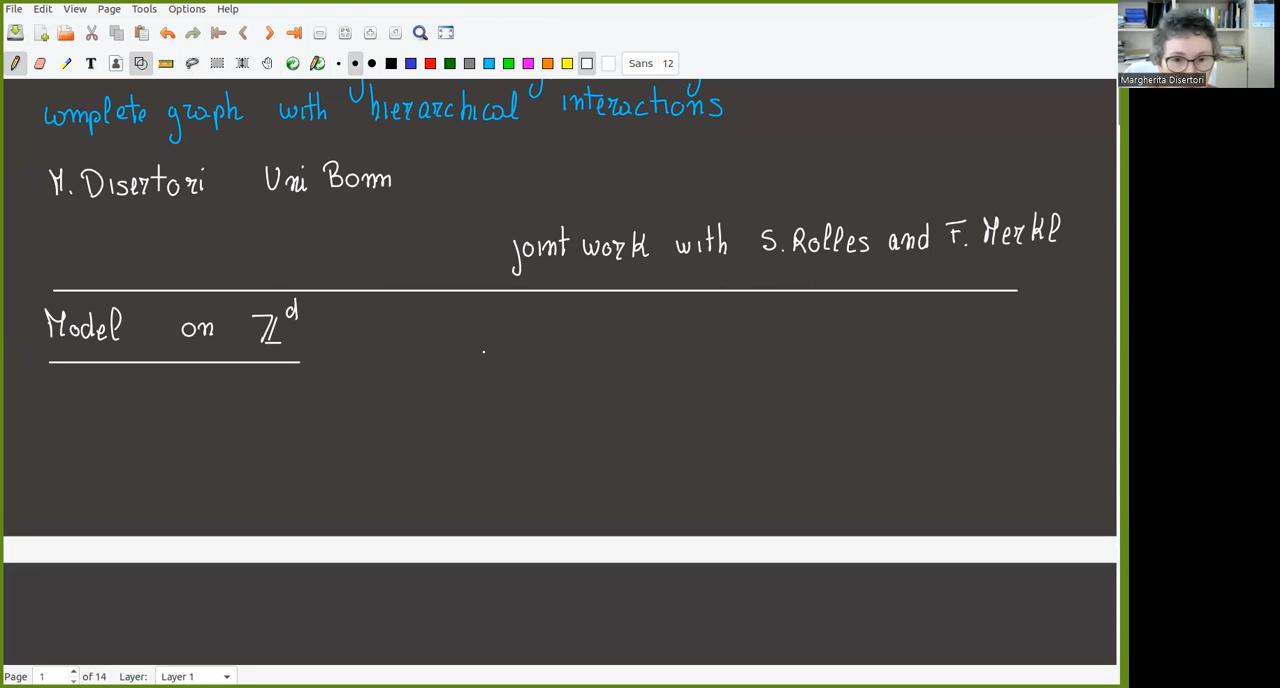 File Edit View Page Tools Options Help
Sans 12
Margherita Disertori
complete graph with hierarchical interactions
M. Disertori Uni Bonn
joint work with S. Rolles and F. Merkl
Model on ℤ^d
Page 1 of 14 Layer: Layer 1